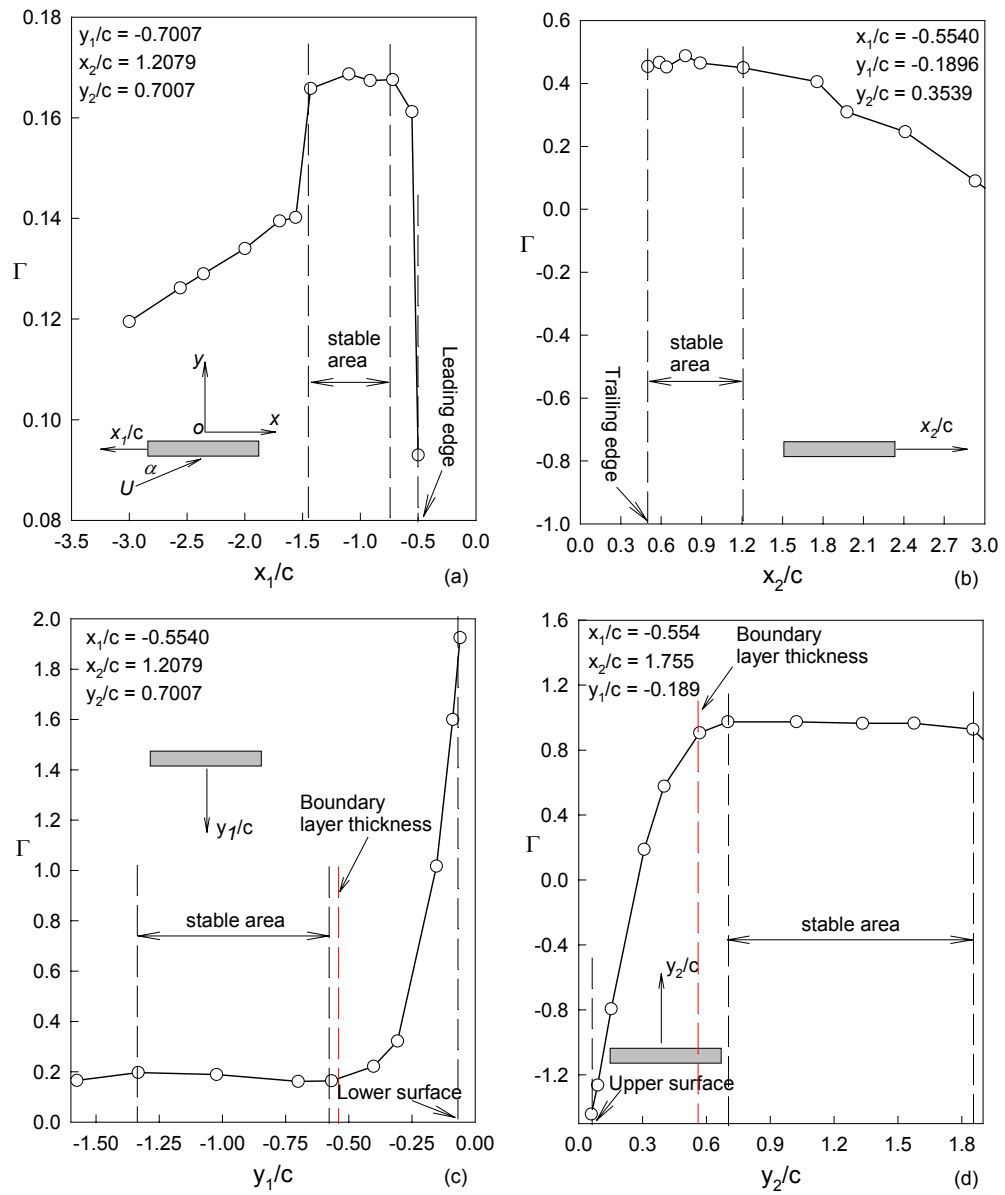 y₁/c = -0.7007
x₂/c = 1.2079
y₂/c = 0.7007
0.18
0.16
0.14
Γ
0.12
0.10
0.08
stable
area
Leading edge
y
o
x
x₁/c
α
U
-3.5 -3.0 -2.5 -2.0 -1.5 -1.0 -0.5 0.0
x₁/c
(a)
x₁/c = -0.5540
y₁/c = -0.1896
y₂/c = 0.3539
0.6
0.4
0.2
0.0
Γ
-0.2
-0.4
-0.6
-0.8
-1.0
stable
area
Trailing edge
x₂/c
0.0 0.3 0.6 0.9 1.2 1.5 1.8 2.1 2.4 2.7 3.0
x₂/c
(b)
x₁/c = -0.5540
x₂/c = 1.2079
y₂/c = 0.7007
2.0
1.8
1.6
1.4
1.2
1.0
Γ
0.8
0.6
0.4
0.2
0.0
y₁/c
Boundary
layer thickness
stable area
Lower surface
-1.50 -1.25 -1.00 -0.75 -0.50 -0.25 0.00
y₁/c
(c)
x₁/c = -0.554
x₂/c = 1.755
y₁/c = -0.189
Boundary
layer thickness
1.6
1.2
0.8
0.4
Γ
0.0
-0.4
-0.8
-1.2
y₂/c
stable area
Upper surface
0.0 0.3 0.6 0.9 1.2 1.5 1.8
y₂/c
(d)